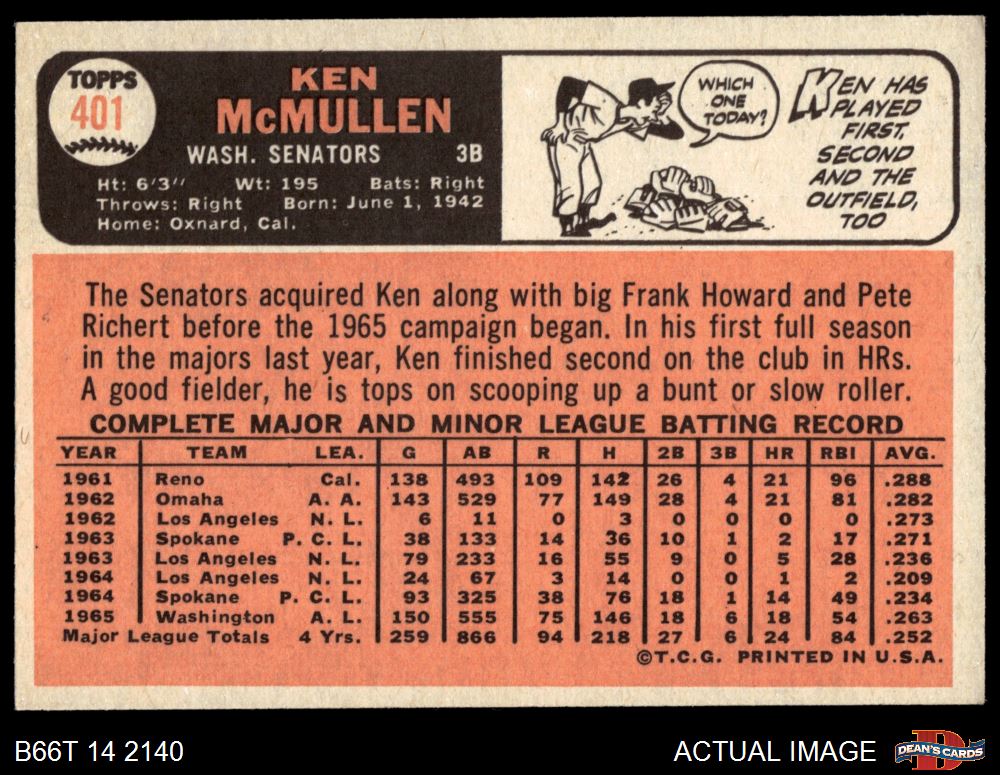 TOPPS
401
KEN
McMULLEN
WASH. SENATORS 3B
Ht: 6'3" Wt: 195 Bats: Right
Throws: Right Born: June 1, 1942
Home: Oxnard, Cal.
WHICH
ONE
TODAY?
KEN HAS
PLAYED
FIRST,
SECOND
AND THE
OUTFIELD,
TOO
The Senators acquired Ken along with big Frank Howard and Pete
Richert before the 1965 campaign began. In his first full season
in the majors last year, Ken finished second on the club in HRs.
A good fielder, he is tops on scooping up a bunt or slow roller.
COMPLETE MAJOR AND MINOR LEAGUE BATTING RECORD
YEAR TEAM LEA. G AB R H 2B 3B HR RBI AVG.
1961 Reno Cal. 138 493 109 142 26 4 21 96 .288
1962 Omaha A. A. 143 529 77 149 28 4 21 81 .282
1962 Los Angeles N. L. 6 11 0 3 0 0 0 0 .273
1963 Spokane P. C. L. 38 133 14 36 10 1 2 17 .271
1963 Los Angeles N. L. 79 233 16 55 9 0 5 28 .236
1964 Los Angeles N. L. 24 67 3 14 0 0 1 2 .209
1964 Spokane P. C. L. 93 325 38 76 18 1 14 49 .234
1965 Washington A. L. 150 555 75 146 18 6 18 54 .263
Major League Totals 4 Yrs. 259 866 94 218 27 6 24 84 .252
©T.C.G. PRINTED IN U.S.A.
B66T 14 2140 ACTUAL IMAGE DEAN'S CARDS